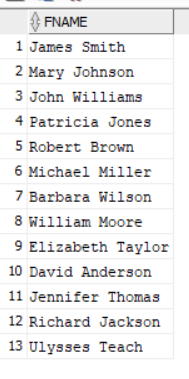 FNAME
1 James Smith
2 Mary Johnson
3 John Williams
4 Patricia Jones
5 Robert Brown
6 Michael Miller
7 Barbara Wilson
8 William Moore
9 Elizabeth Taylor
10 David Anderson
11 Jennifer Thomas
12 Richard Jackson
13 Ulysses Teach